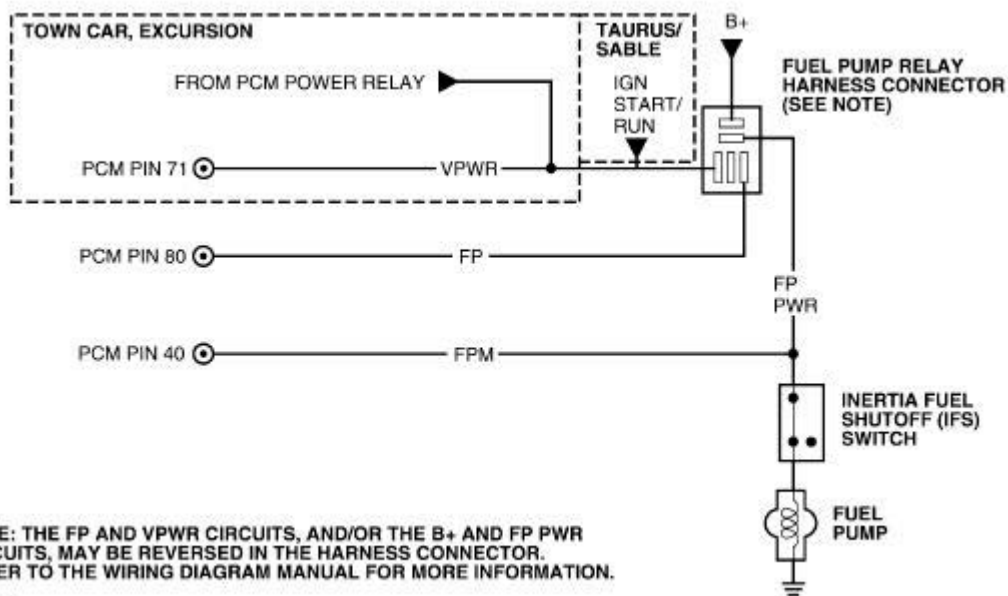 TOWN CAR, EXCURSION
TAURUS/
SABLE
B+
FROM PCM POWER RELAY
IGN
START/
RUN
FUEL PUMP RELAY
HARNESS CONNECTOR
(SEE NOTE)
PCM PIN 71
VPWR
PCM PIN 80
FP
FP
PWR
PCM PIN 40
FPM
INERTIA FUEL
SHUTOFF (IFS)
SWITCH
FUEL
PUMP
E: THE FP AND VPWR CIRCUITS, AND/OR THE B+ AND FP PWR
CUITS, MAY BE REVERSED IN THE HARNESS CONNECTOR.
ER TO THE WIRING DIAGRAM MANUAL FOR MORE INFORMATION.